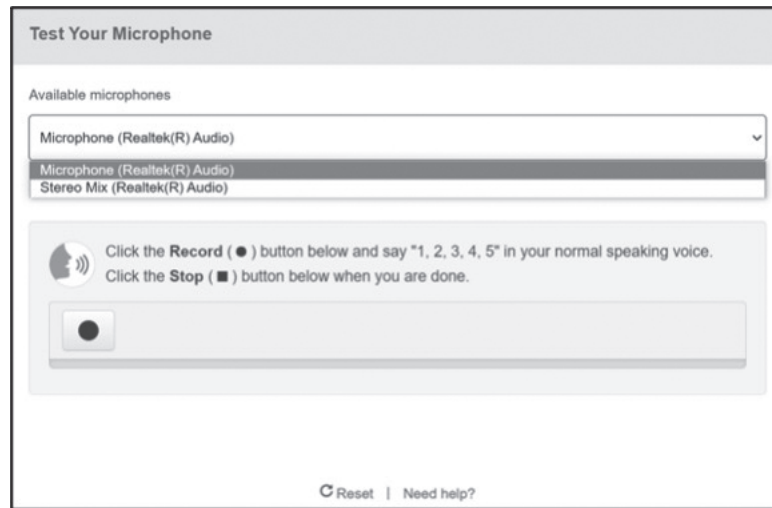 Test Your Microphone
Available microphones
Microphone (Realtek(R) Audio)
Microphone (Realtek(R) Audio)
Stereo Mix (Realtek(R) Audio)
Click the Record ( ● ) button below and say "1, 2, 3, 4, 5" in your normal speaking voice.
Click the Stop ( ■ ) button below when you are done.
Reset | Need help?